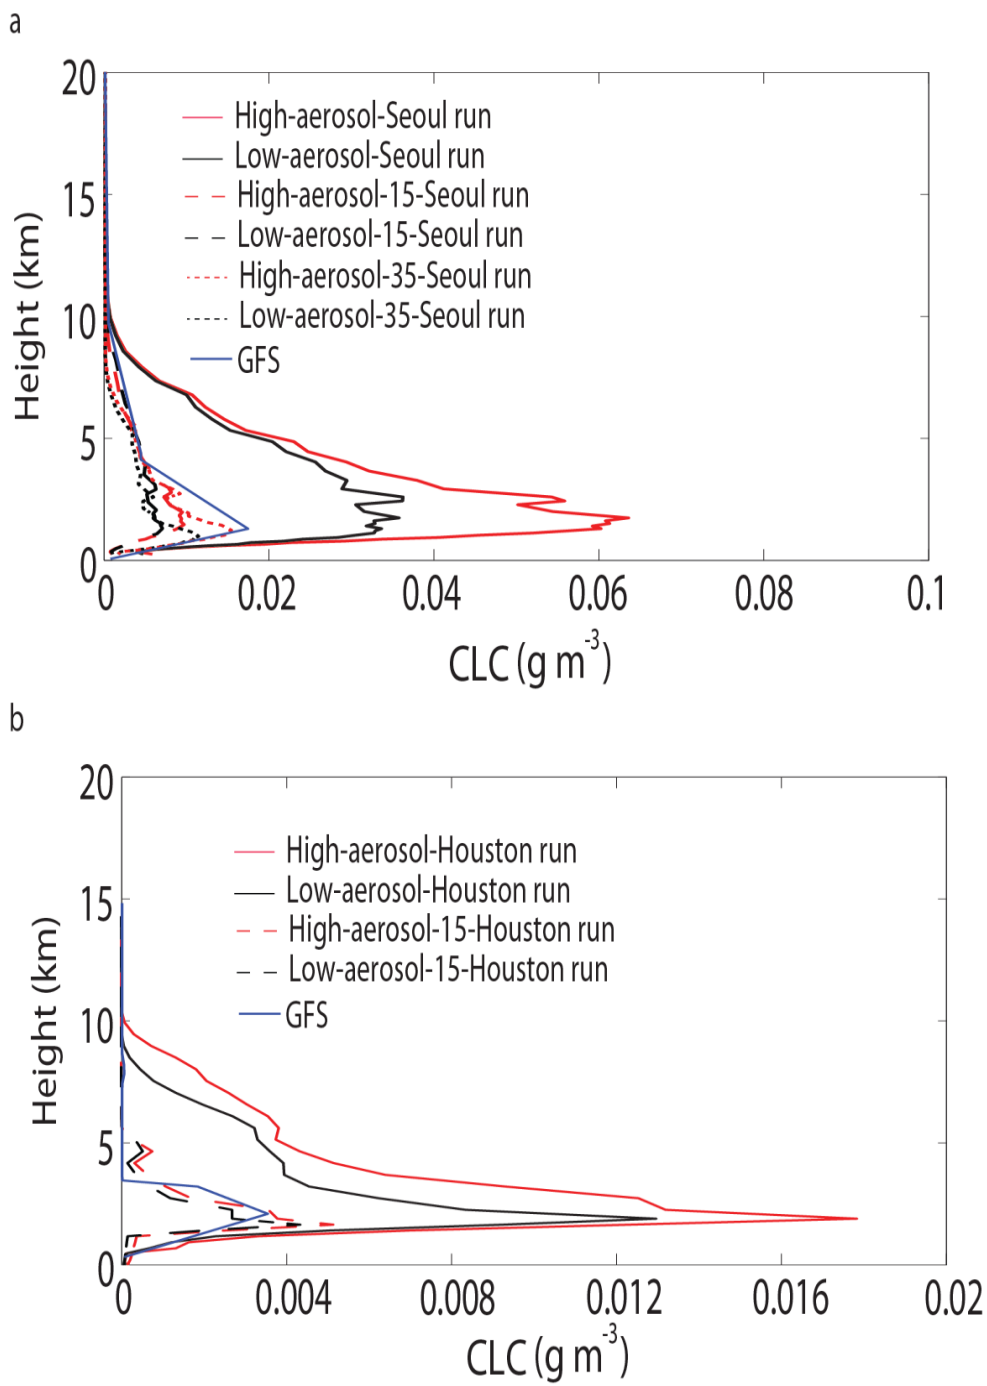 a
20
15
10
5
0
Height (km)
High-aerosol-Seoul run
Low-aerosol-Seoul run
High-aerosol-15-Seoul run
Low-aerosol-15-Seoul run
High-aerosol-35-Seoul run
Low-aerosol-35-Seoul run
GFS
0 0.02 0.04 0.06 0.08 0.1
CLC (g m-3)
b
20
15
10
5
0
Height (km)
High-aerosol-Houston run
Low-aerosol-Houston run
High-aerosol-15-Houston run
Low-aerosol-15-Houston run
GFS
0 0.004 0.008 0.012 0.016 0.02
CLC (g m-3)